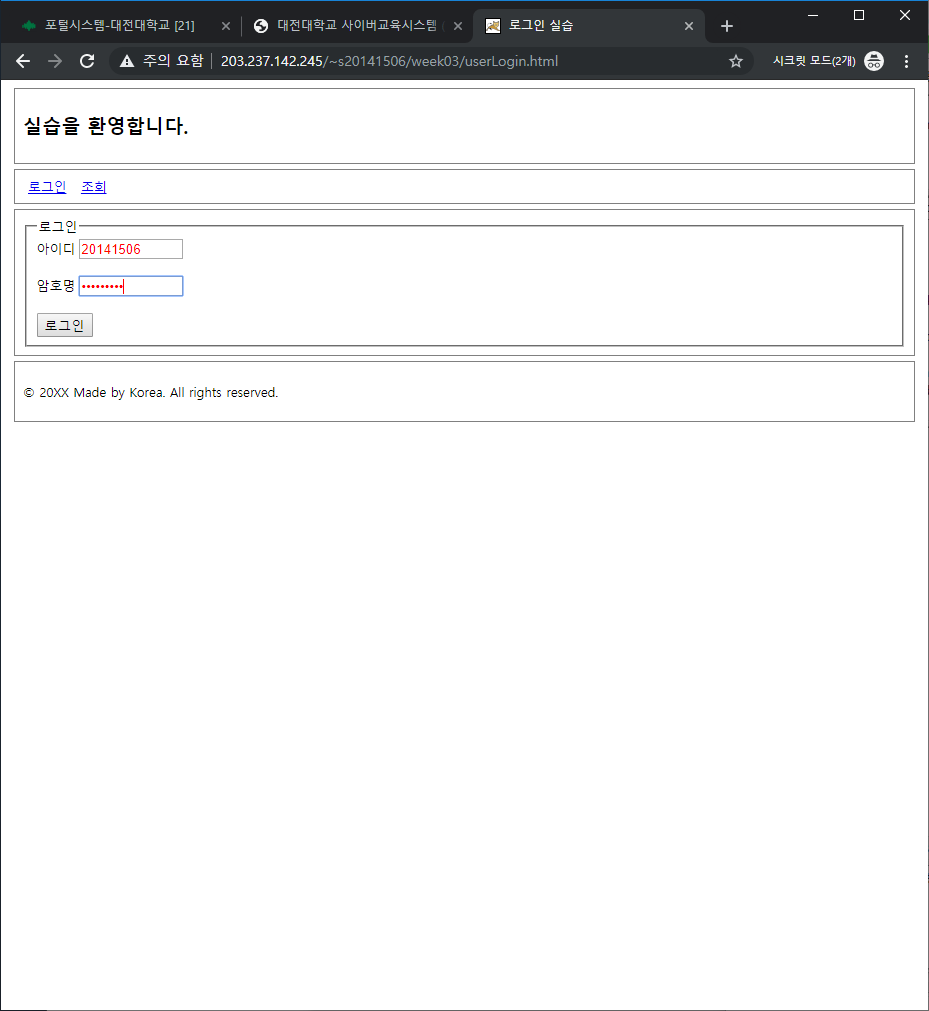 포털시스템-대전대학교 [21]
대전대학교 사이버교육시스템
로그인 실습
주의 요함
203.237.142.245/~s20141506/week03/userLogin.html
시크릿 모드(2개)
실습을 환영합니다.
로그인 조회
로그인
아이디 20141506
암호명 •••••••••
로그인
© 20XX Made by Korea. All rights reserved.